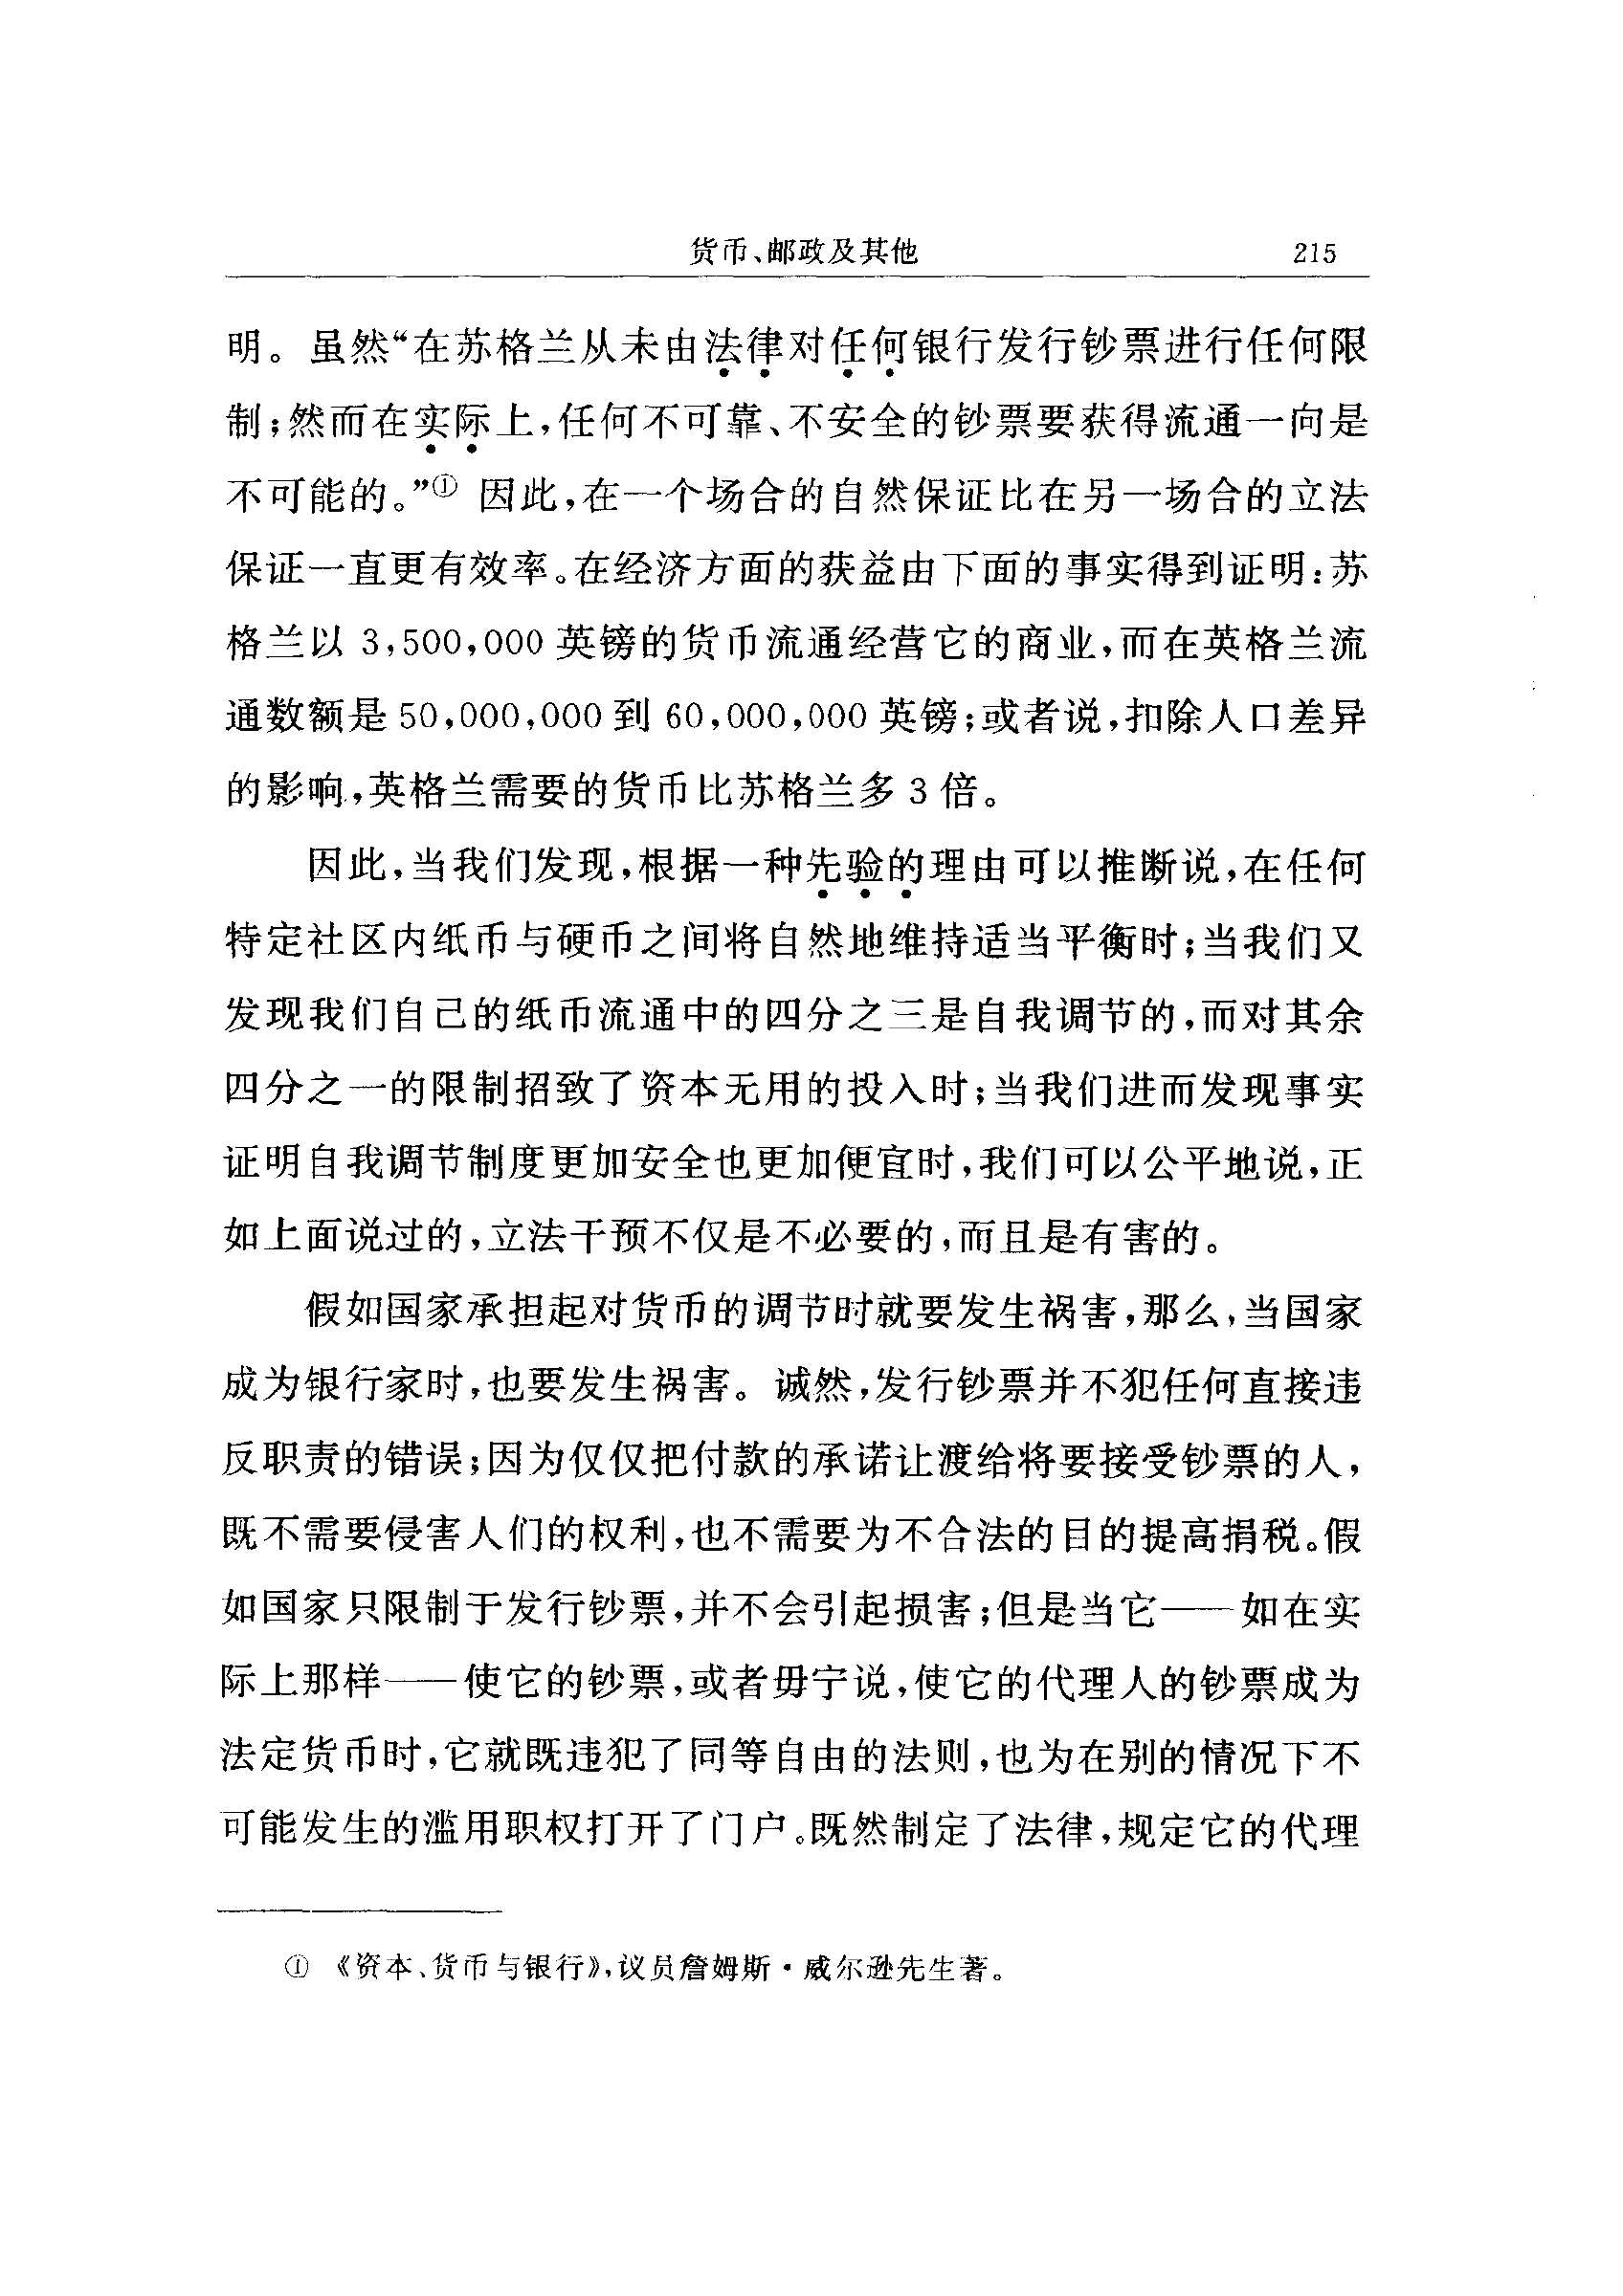 货币、邮政及其他 215
明。虽然“在苏格兰从未由法律对任何银行发行钞票进行任何限
制;然而在实际上,任何不可靠、不安全的钞票要获得流通一向是
不可能的。”① 因此,在一个场合的自然保证比在另一场合的立法
保证一直更有效率。在经济方面的获益由下面的事实得到证明:苏
格兰以 3,500,000 英镑的货币流通经营它的商业,而在英格兰流
通数额是 50,000,000 到 60,000,000 英镑;或者说,扣除人口差异
的影响,英格兰需要的货币比苏格兰多 3 倍。
因此,当我们发现,根据一种先验的理由可以推断说,在任何
特定社区内纸币与硬币之间将自然地维持适当平衡时;当我们又
发现我们自己的纸币流通中的四分之三是自我调节的,而对其余
四分之一的限制招致了资本无用的投入时;当我们进而发现事实
证明自我调节制度更加安全也更加便宜时,我们可以公平地说,正
如上面说过的,立法干预不仅是不必要的,而且是有害的。
假如国家承担起对货币的调节时就要发生祸害,那么,当国家
成为银行家时,也要发生祸害。诚然,发行钞票并不犯任何直接违
反职责的错误;因为仅仅把付款的承诺让渡给将要接受钞票的人,
既不需要侵害人们的权利,也不需要为不合法的目的提高捐税。假
如国家只限制于发行钞票,并不会引起损害;但是当它——如在实
际上那样——使它的钞票,或者毋宁说,使它的代理人的钞票成为
法定货币时,它就既违犯了同等自由的法则,也为在别的情况下不
可能发生的滥用职权打开了门户。既然制定了法律,规定它的代理
① 《资本、货币与银行》,议员詹姆斯·威尔逊先生著。